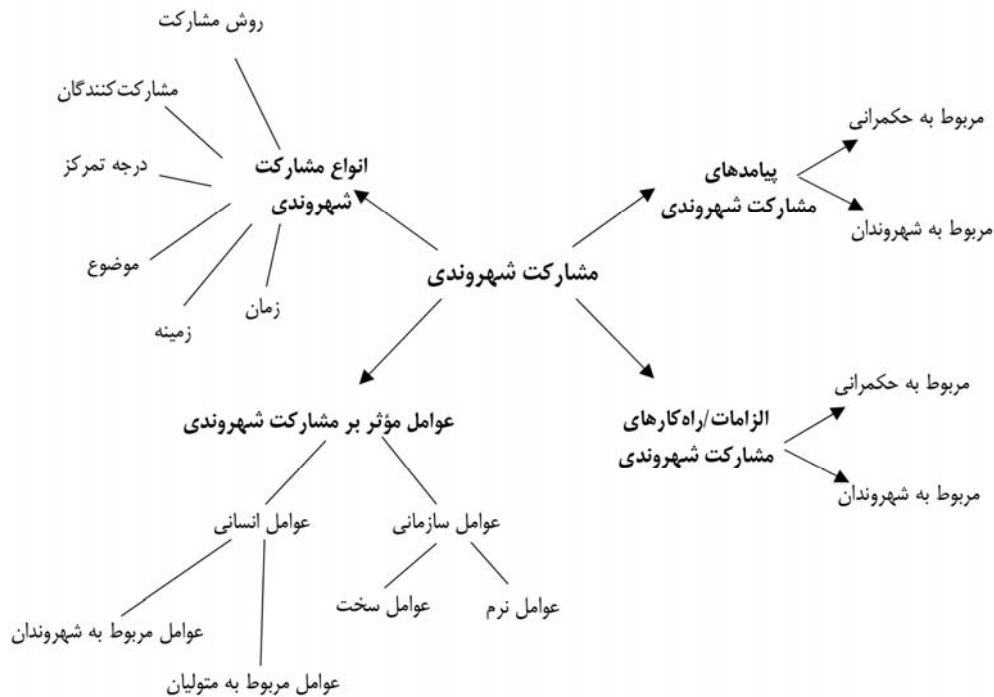 روش مشارکت
مشارکت‌کنندگان
درجه تمرکز
موضوع
زمینه
زمان
انواع مشارکت
شهروندی
پیامدهای
مشارکت شهروندی
مربوط به حکمرانی
مربوط به شهروندان
مشارکت شهروندی
الزامات/راه‌کارهای
مشارکت شهروندی
مربوط به حکمرانی
مربوط به شهروندان
عوامل مؤثر بر مشارکت شهروندی
عوامل سازمانی
عوامل انسانی
عوامل نرم
عوامل سخت
عوامل مربوط به شهروندان
عوامل مربوط به متولیان